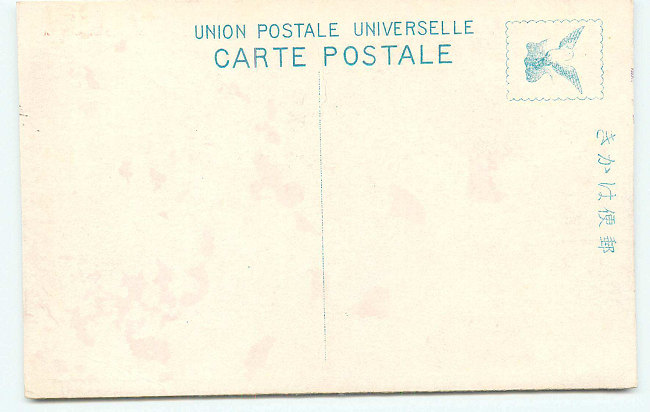 UNION POSTALE UNIVERSELLE
CARTE POSTALE
郵便はかき